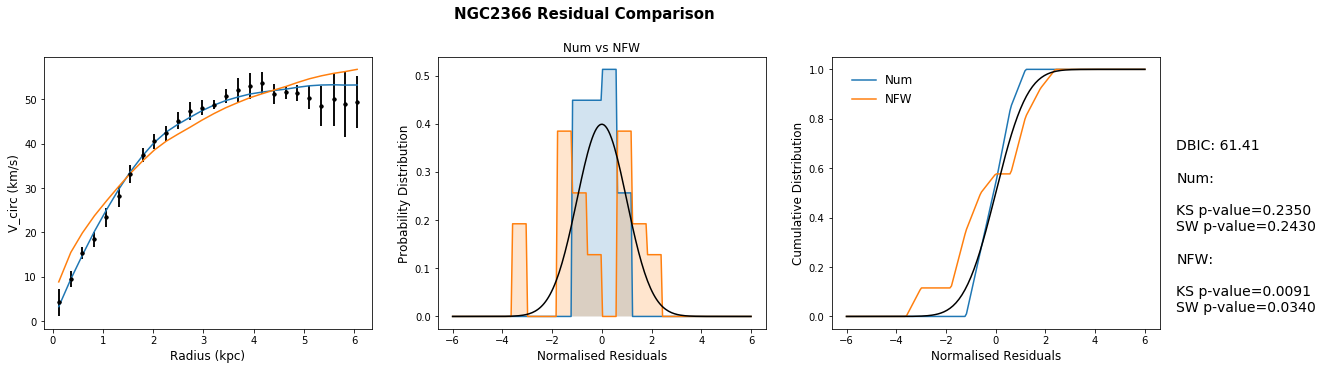 NGC2366 Residual Comparison
Num vs NFW
V_circ (km/s)
0
10
20
30
40
50
0 1 2 3 4 5 6
Radius (kpc)
Probability Distribution
0.0
0.1
0.2
0.3
0.4
0.5
−6 −4 −2 0 2 4 6
Normalised Residuals
Cumulative Distribution
0.0
0.2
0.4
0.6
0.8
1.0
−6 −4 −2 0 2 4 6
Normalised Residuals
Num
NFW
DBIC: 61.41
Num:
KS p-value=0.2350
SW p-value=0.2430
NFW:
KS p-value=0.0091
SW p-value=0.0340